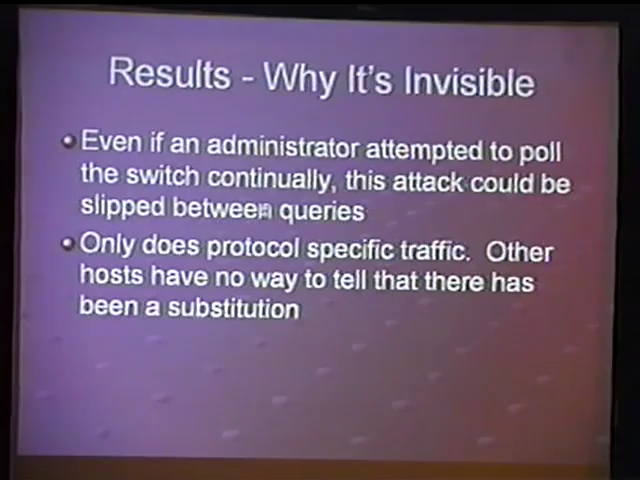 Results - Why It's Invisible
Even if an administrator attempted to poll
the switch continually, this attack could be
slipped between queries
Only does protocol specific traffic. Other
hosts have no way to tell that there has
been a substitution